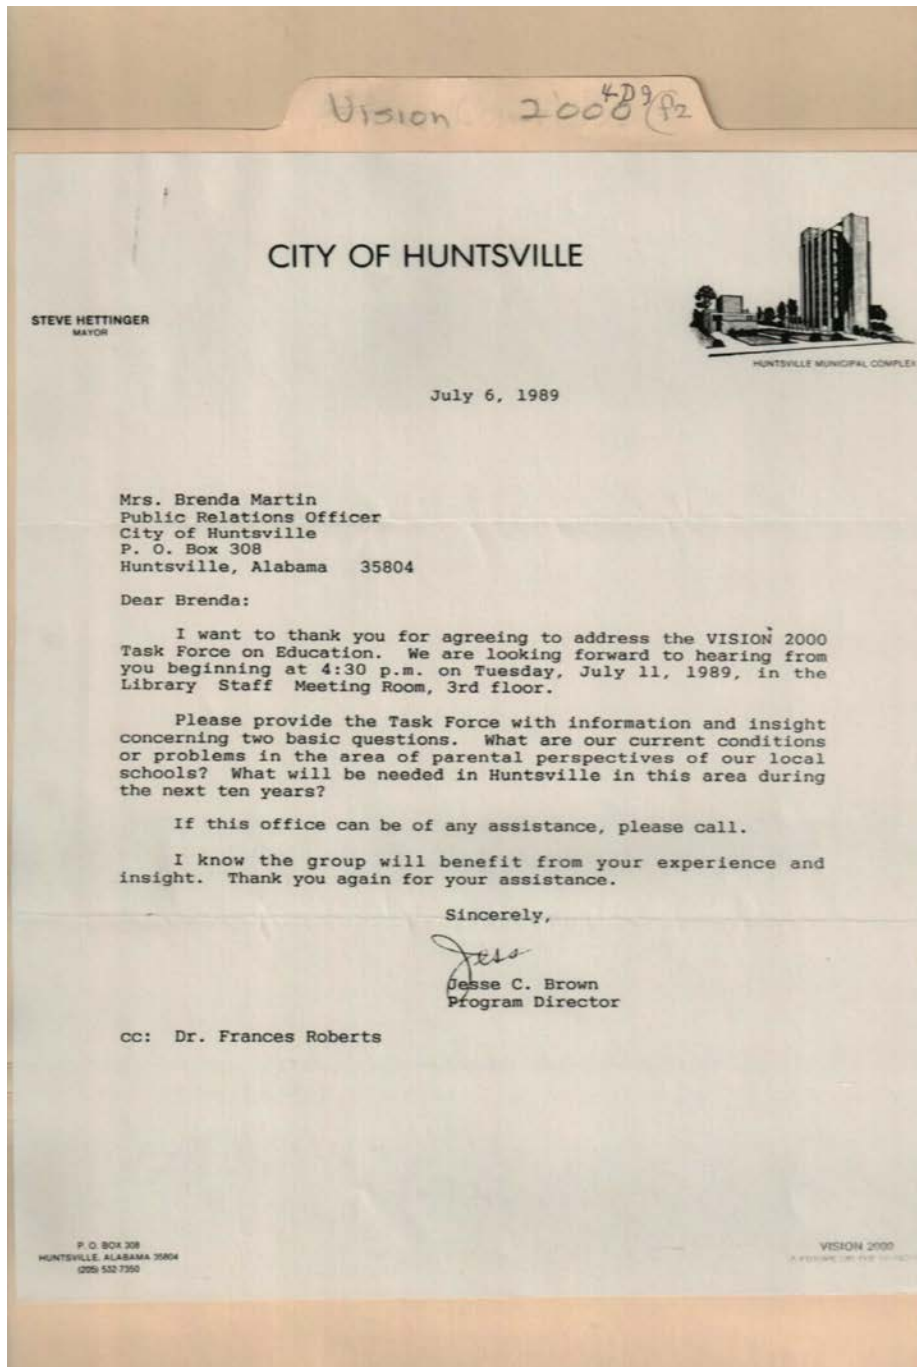 Vision 2000 4D9 P2
CITY OF HUNTSVILLE
STEVE HETTINGER
MAYOR
HUNTSVILLE MUNICIPAL COMPLEX
July 6, 1989
Mrs. Brenda Martin
Public Relations Officer
City of Huntsville
P. O. Box 308
Huntsville, Alabama 35804
Dear Brenda:
I want to thank you for agreeing to address the VISION 2000
Task Force on Education. We are looking forward to hearing from
you beginning at 4:30 p.m. on Tuesday, July 11, 1989, in the
Library Staff Meeting Room, 3rd floor.
Please provide the Task Force with information and insight
concerning two basic questions. What are our current conditions
or problems in the area of parental perspectives of our local
schools? What will be needed in Huntsville in this area during
the next ten years?
If this office can be of any assistance, please call.
I know the group will benefit from your experience and
insight. Thank you again for your assistance.
Sincerely,
Jess
Jesse C. Brown
Program Director
cc: Dr. Frances Roberts
P. O. BOX 308
HUNTSVILLE, ALABAMA 35804
(205) 532-7350
VISION 2000